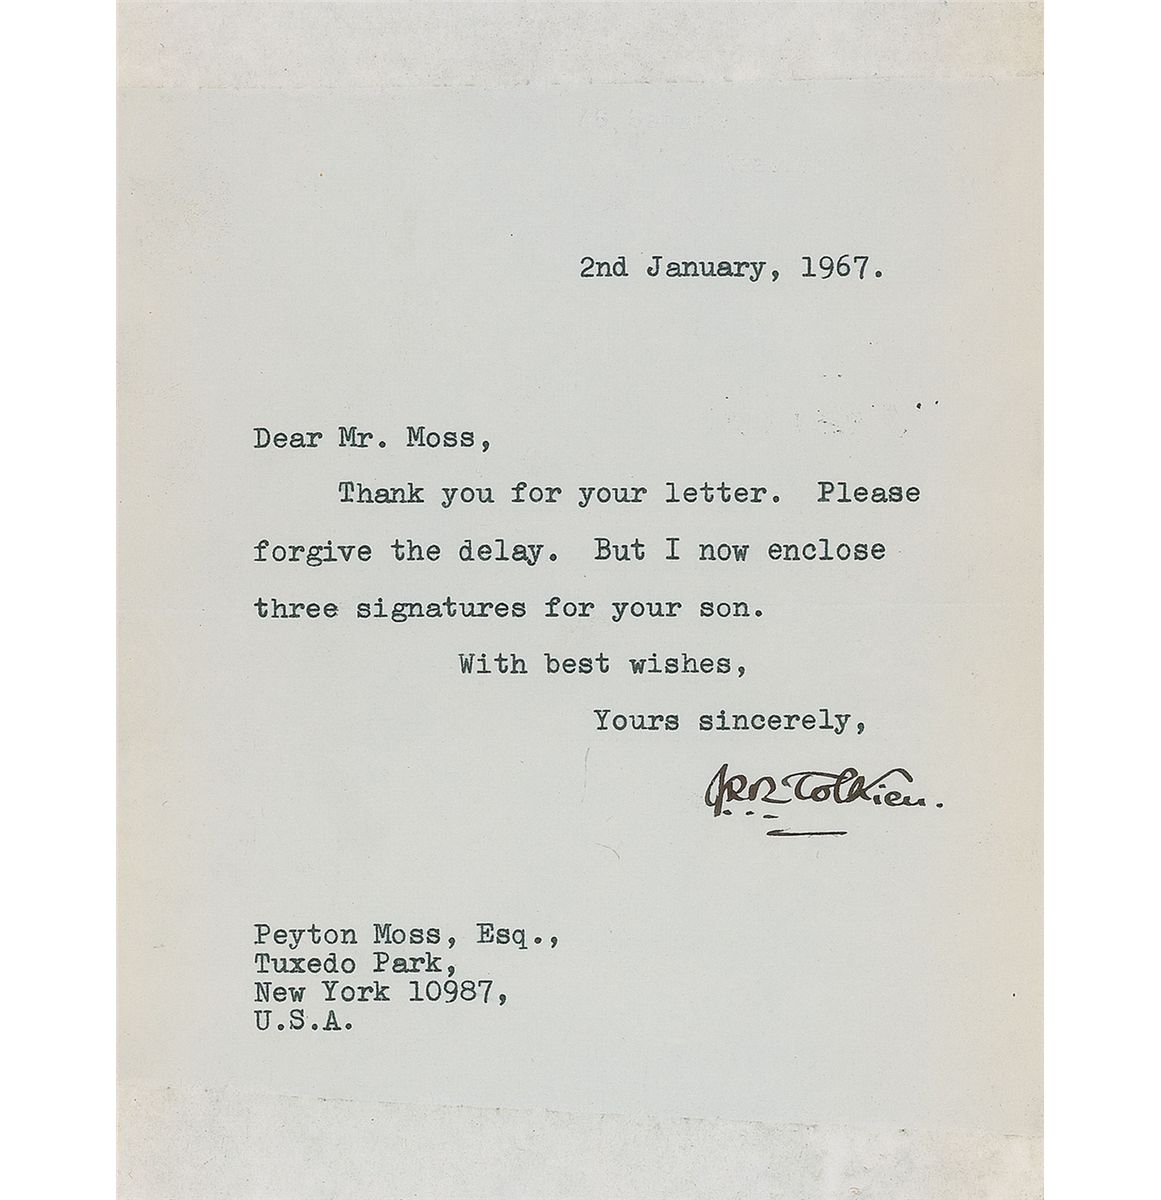 2nd January, 1967.
Dear Mr. Moss,
Thank you for your letter. Please
forgive the delay. But I now enclose
three signatures for your son.
With best wishes,
Yours sincerely,
JRR Tolkien.
Peyton Moss, Esq.,
Tuxedo Park,
New York 10987,
U.S.A.